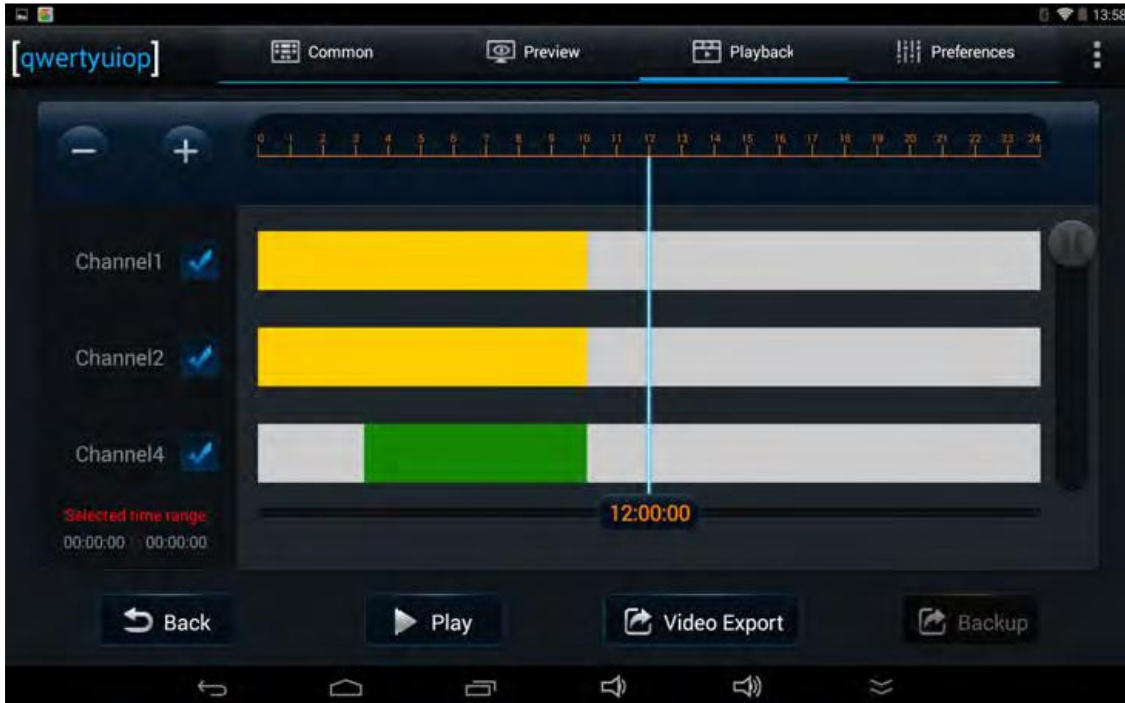 13:58
[qwertyuiop]
Common
Preview
Playback
Preferences
0 1 2 3 4 5 6 7 8 9 10 11 12 13 14 15 16 17 18 19 20 21 22 23 24
Channel1
Channel2
Channel4
Selected time range
00:00:00 00:00:00
12:00:00
Back
Play
Video Export
Backup